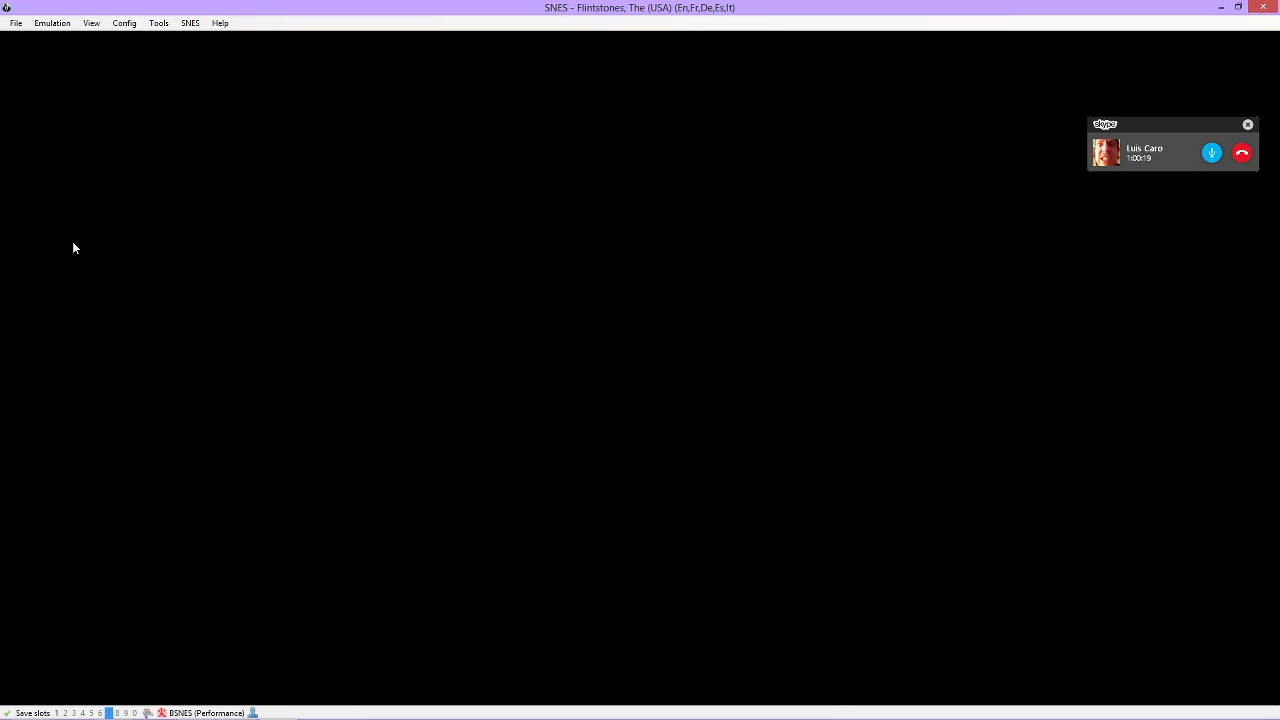 SNES - Flintstones, The (USA) (En,Fr,De,Es,It)
File Emulation View Config Tools SNES Help
skype
Luis Caro
1:00:19
Save slots 1 2 3 4 5 6 7 8 9 0 BSNES (Performance)